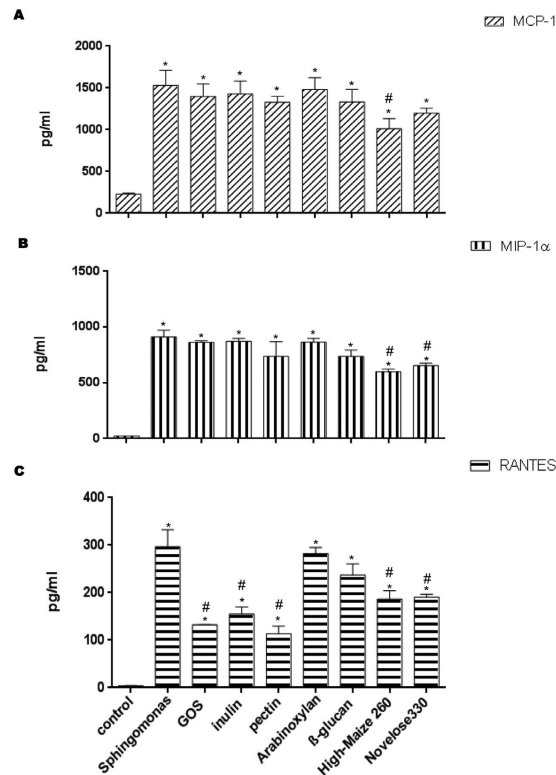 A
MCP-1
2000
1500
1000
500
0
pg/ml
* * * * * * # * *
B
MIP-1α
1000
500
0
pg/ml
* * * * * * # * # *
RANTES
C
400
300
200
100
0
pg/ml
* # * # * # * * * # * # *
control
Sphingomonas
GOS
inulin
pectin
Arabinoxylan
ß-glucan
High-Maize 260
Novelose330